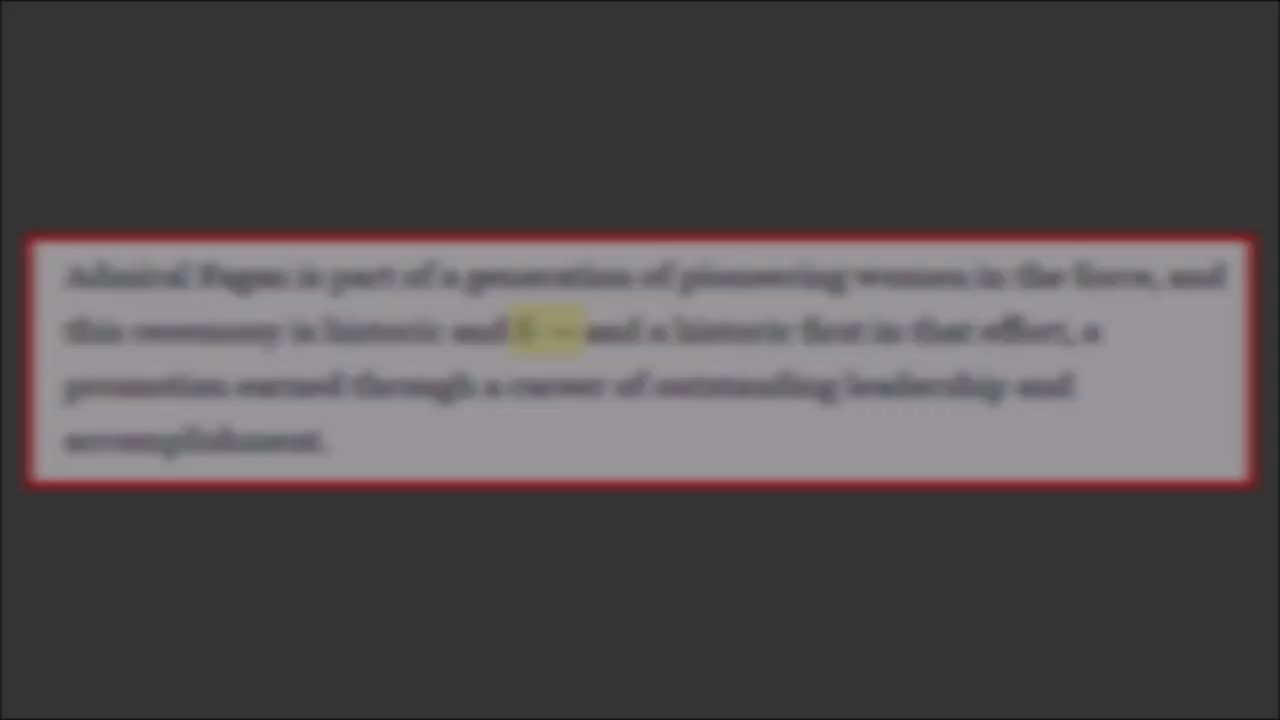 Admiral Fagan is part of a generation of pioneering women in the force, and
this ceremony is historic and — and a historic first in that effort, a
promotion earned through a career of outstanding leadership and
accomplishment.